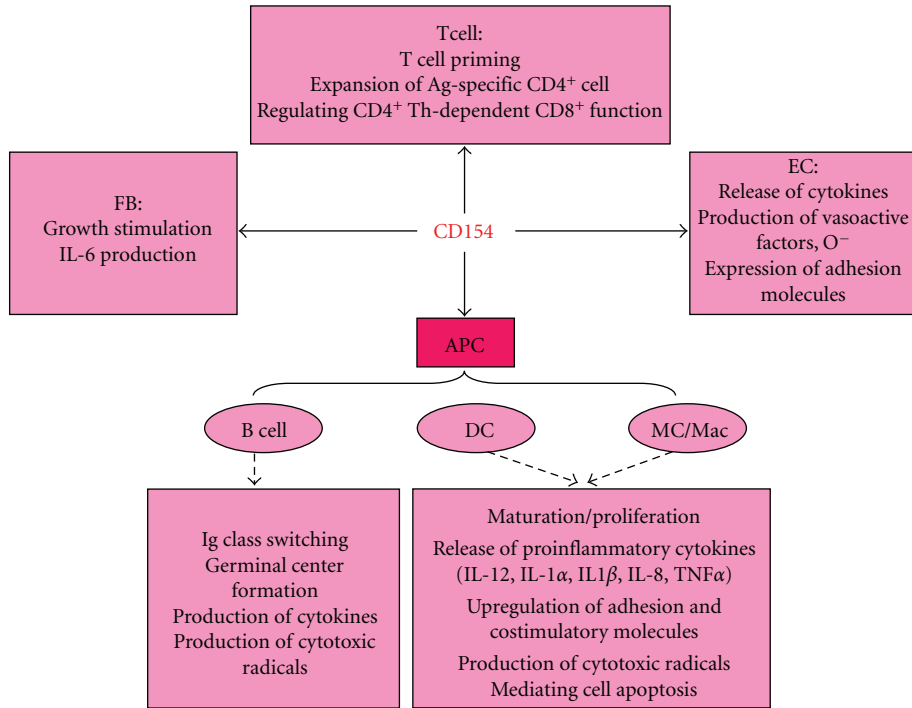 Tcell:
T cell priming
Expansion of Ag-specific CD4⁺ cell
Regulating CD4⁺ Th-dependent CD8⁺ function
FB:
Growth stimulation
IL-6 production
CD154
EC:
Release of cytokines
Production of vasoactive
factors, O⁻
Expression of adhesion
molecules
APC
B cell
DC
MC/Mac
Ig class switching
Germinal center
formation
Production of cytokines
Production of cytotoxic
radicals
Maturation/proliferation
Release of proinflammatory cytokines
(IL-12, IL-1α, IL1β, IL-8, TNFα)
Upregulation of adhesion and
costimulatory molecules
Production of cytotoxic radicals
Mediating cell apoptosis